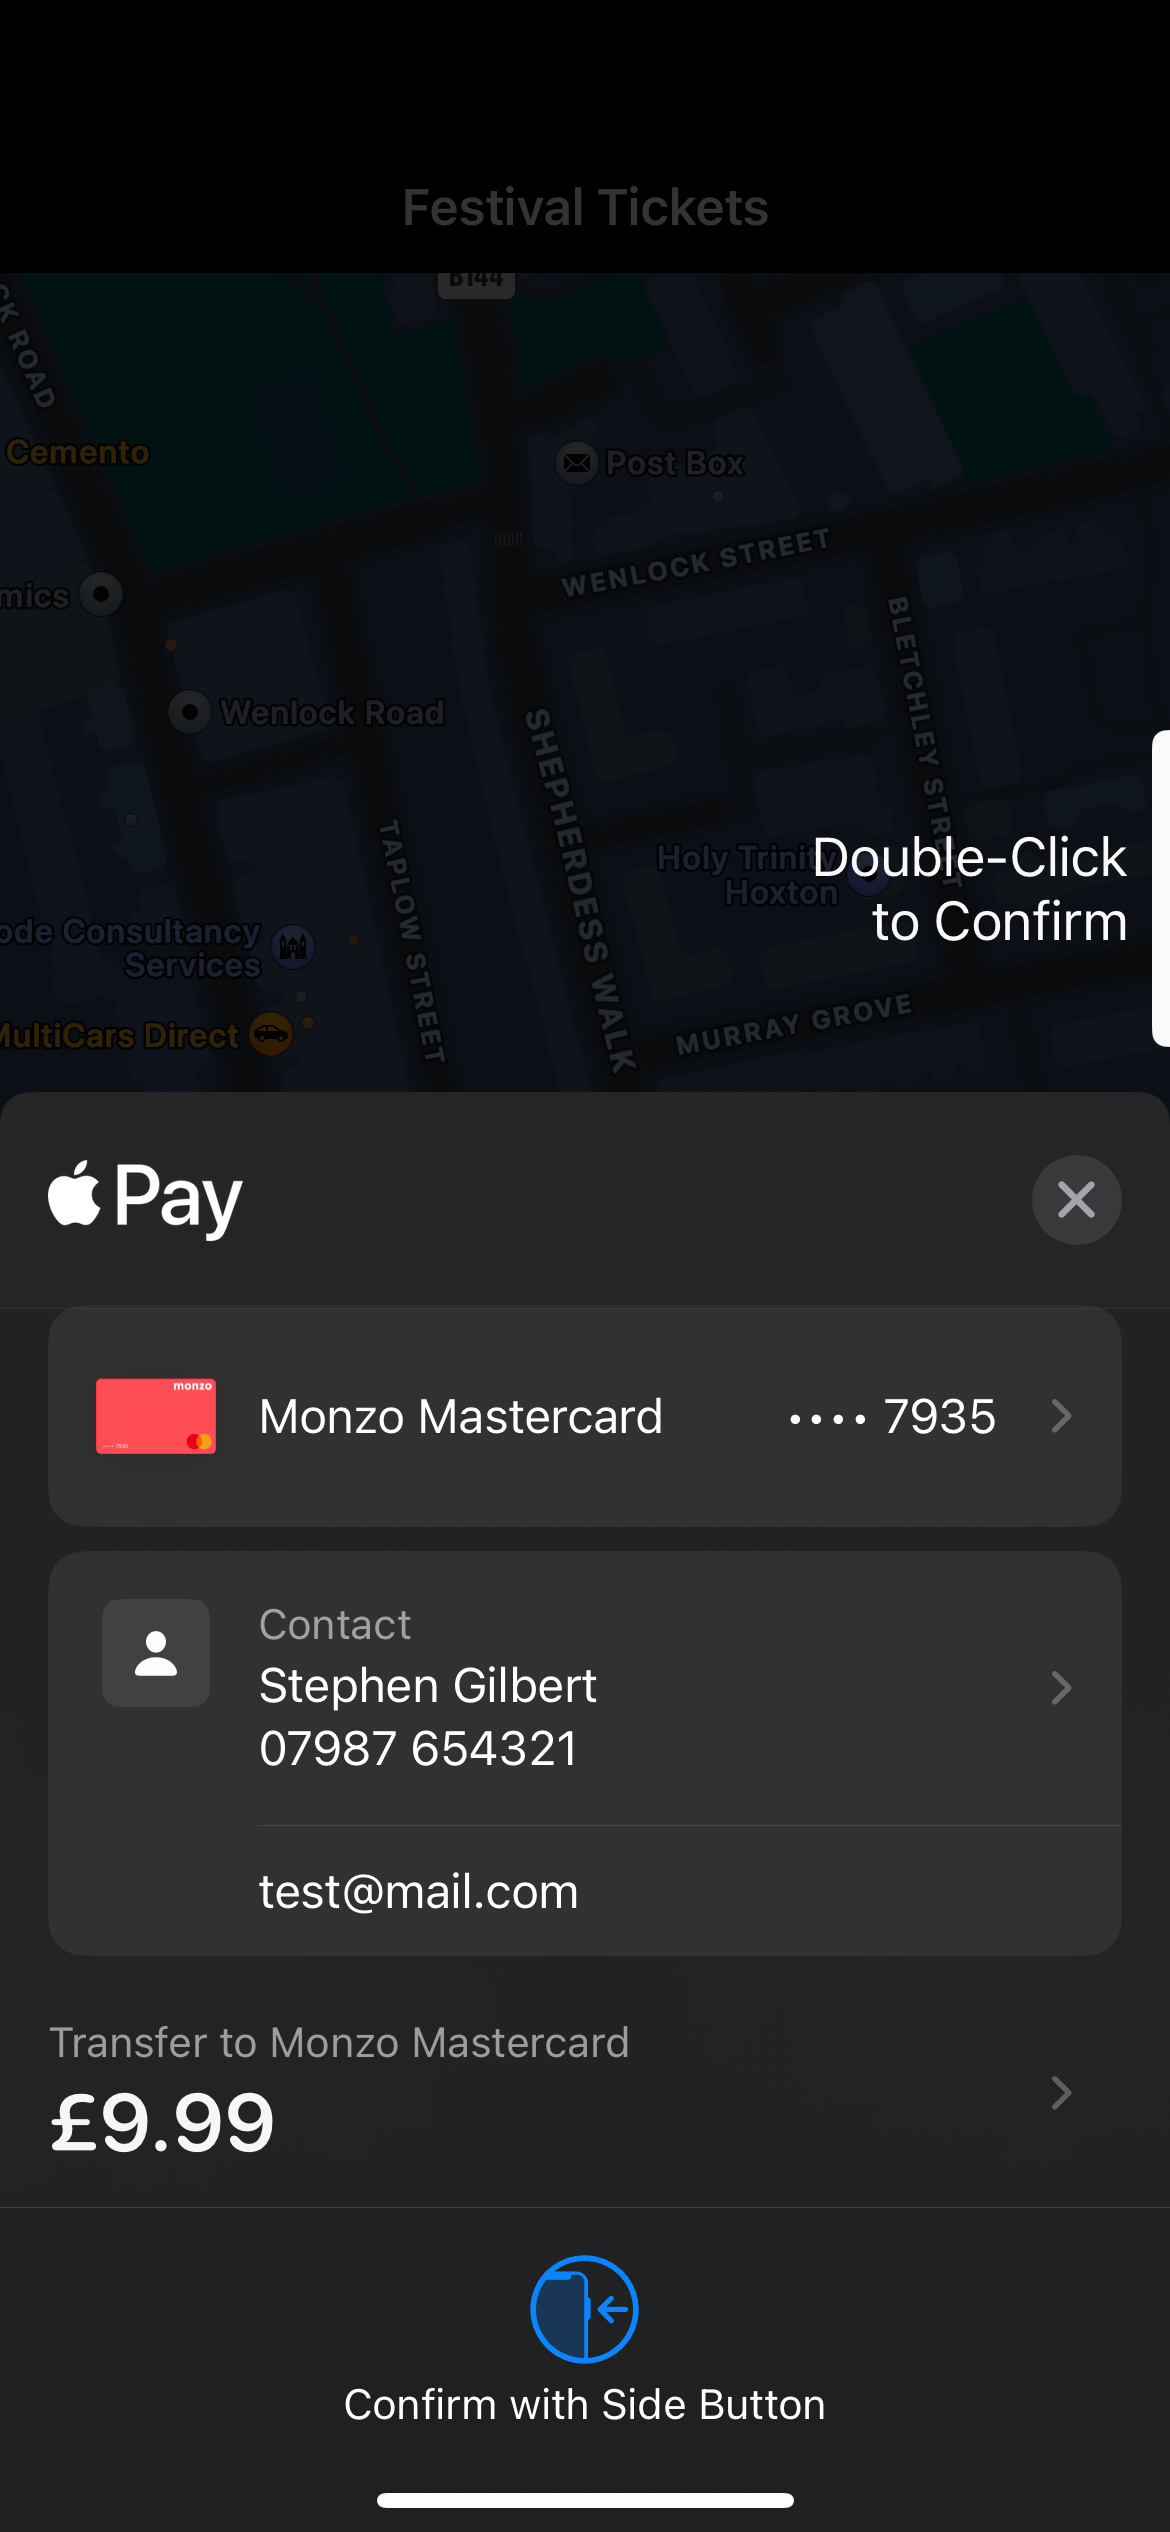 Festival Tickets
B144
CK ROAD
Cemento
Post Box
WENLOCK STREET
mics
BLETCHLEY STREET
Wenlock Road
SHEPHERDESS WALK
TAPLOW STREET
Double-Click
to Confirm
Holy Trinity
Hoxton
ode Consultancy
Services
MultiCars Direct
MURRAY GROVE
Pay
monzo
•••• 7935
Monzo Mastercard •••• 7935
Contact
Stephen Gilbert
07987 654321
test@mail.com
Transfer to Monzo Mastercard
£9.99
Confirm with Side Button